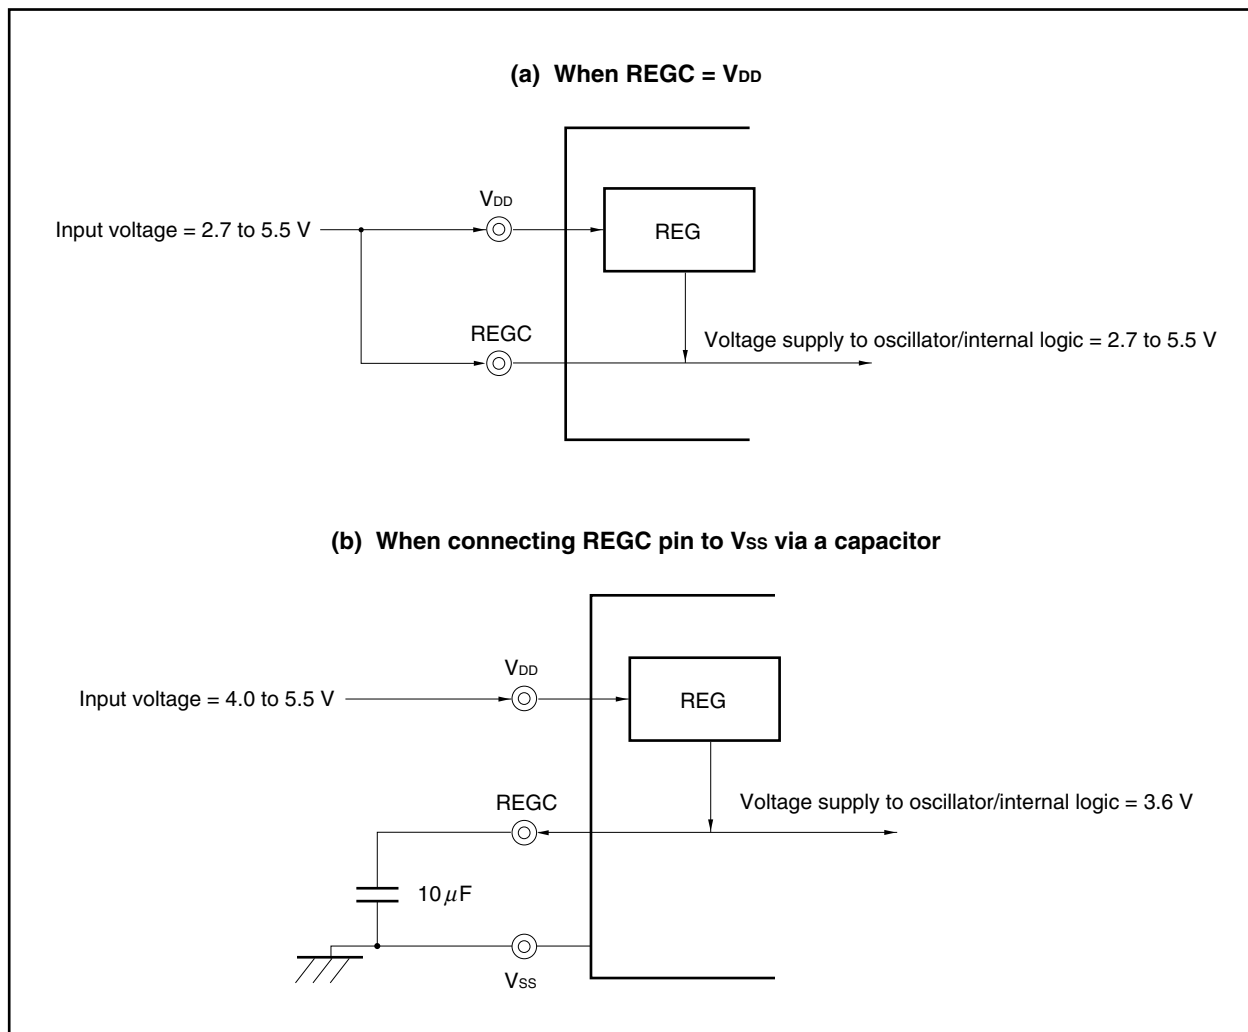 (a) When REGC = VDD
VDD
Input voltage = 2.7 to 5.5 V
REG
REGC
Voltage supply to oscillator/internal logic = 2.7 to 5.5 V
(b) When connecting REGC pin to VSS via a capacitor
VDD
Input voltage = 4.0 to 5.5 V
REG
REGC
Voltage supply to oscillator/internal logic = 3.6 V
10 μF
VSS